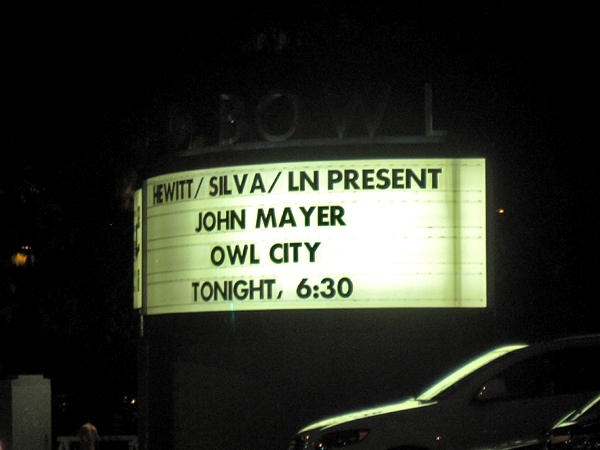 BOWL
HEWITT/ SILVA/ LN PRESENT
JOHN MAYER
OWL CITY
TONIGHT, 6:30